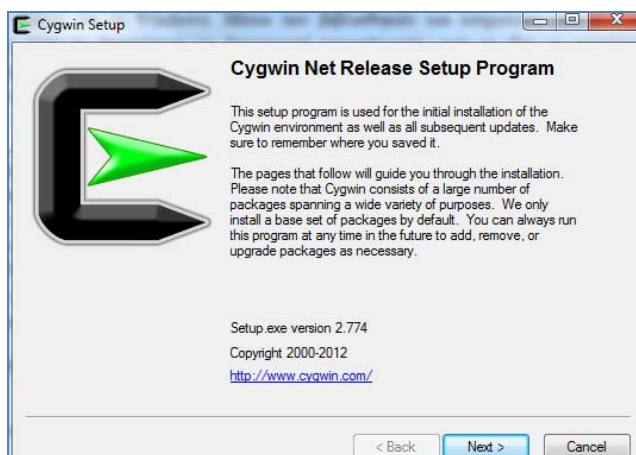 Cygwin Setup
Cygwin Net Release Setup Program
This setup program is used for the initial installation of the
Cygwin environment as well as all subsequent updates. Make
sure to remember where you saved it.
The pages that follow will guide you through the installation.
Please note that Cygwin consists of a large number of
packages spanning a wide variety of purposes. We only
install a base set of packages by default. You can always run
this program at any time in the future to add, remove, or
upgrade packages as necessary.
Setup.exe version 2.774
Copyright 2000-2012
http://www.cygwin.com/
< Back Next > Cancel